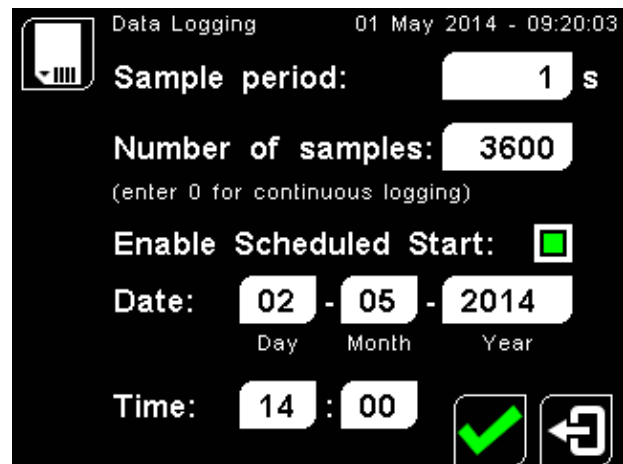 Data Logging 01 May 2014 - 09:20:03
Sample period: 1 s
Number of samples: 3600
(enter 0 for continuous logging)
Enable Scheduled Start:
Date: 02 - 05 - 2014
Day Month Year
Time: 14 : 00